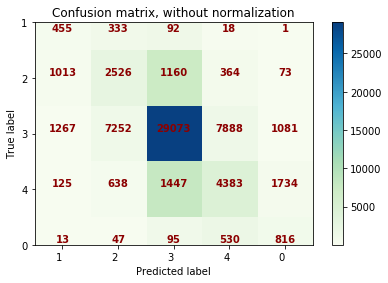 Confusion matrix, without normalization
1 455 333 92 18 1
2 1013 2526 1160 364 73
3 1267 7252 29073 7888 1081
4 125 638 1447 4383 1734
0 13 47 95 530 816
1 2 3 4 0
True label
Predicted label
25000
20000
15000
10000
5000